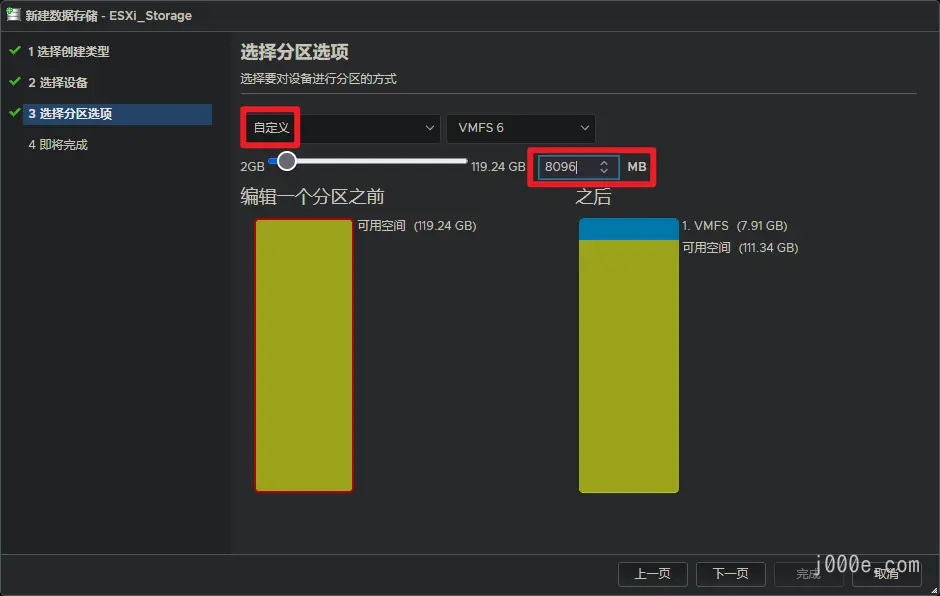 新建数据存储 - ESXi_Storage
1 选择创建类型
2 选择设备
3 选择分区选项
4 即将完成
选择分区选项
选择要对设备进行分区的方式
自定义
VMFS 6
2GB
119.24 GB
8096
MB
编辑一个分区之前
之后
可用空间 (119.24 GB)
1. VMFS (7.91 GB)
可用空间 (111.34 GB)
上一页
下一页
完成
取消
j000e.com